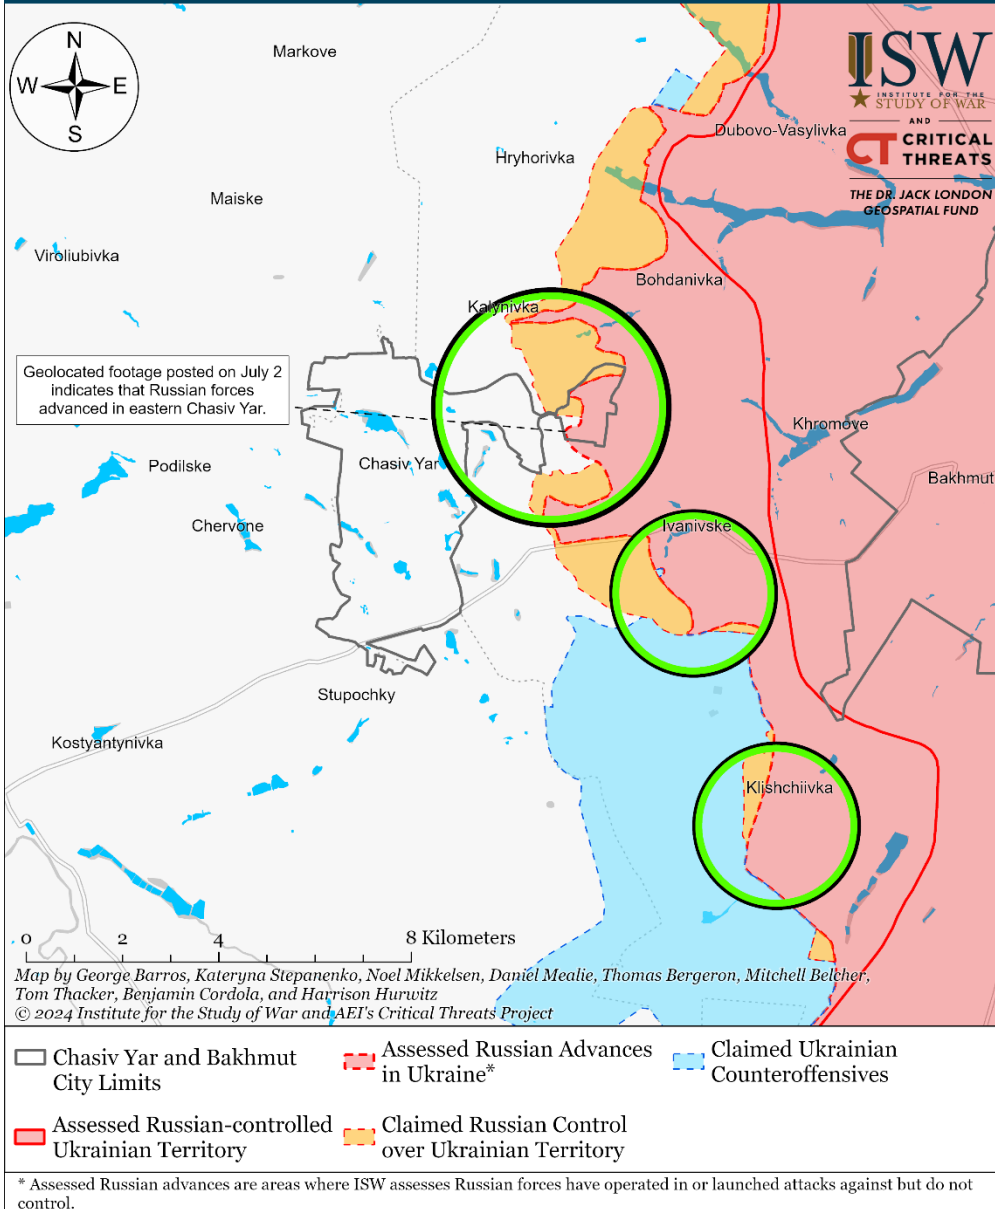 N
W
E
S
Markove
ISW
INSTITUTE FOR THE
STUDY OF WAR
AND
CT CRITICAL
THREATS
THE DR. JACK LONDON
GEOSPATIAL FUND
Dubovo-Vasylivka
Hryhorivka
Maiske
Viroliubivka
Bohdanivka
Kalynivka
Geolocated footage posted on July 2
indicates that Russian forces
advanced in eastern Chasiv Yar.
Khromove
Podilske
Chasiv Yar
Bakhmut
Chervone
Ivanivske
Stupochky
Kostyantynivka
Klishchiivka
0 2 4 8 Kilometers
Map by George Barros, Kateryna Stepanenko, Noel Mikkelsen, Daniel Mealie, Thomas Bergeron, Mitchell Belcher,
Tom Thacker, Benjamin Cordola, and Harrison Hurwitz
© 2024 Institute for the Study of War and AEI's Critical Threats Project
Chasiv Yar and Bakhmut
City Limits
Assessed Russian Advances
in Ukraine*
Claimed Ukrainian
Counteroffensives
Assessed Russian-controlled
Ukrainian Territory
Claimed Russian Control
over Ukrainian Territory
* Assessed Russian advances are areas where ISW assesses Russian forces have operated in or launched attacks against but do not
control.